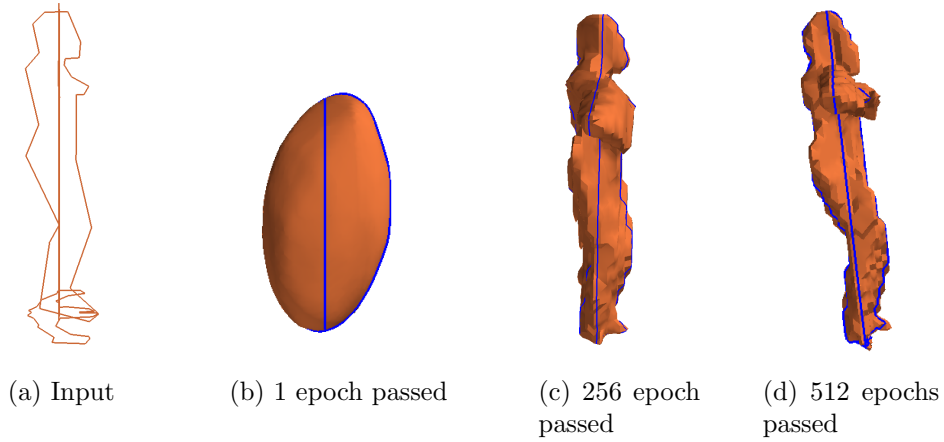 (a) Input
(b) 1 epoch passed
(c) 256 epoch
passed
(d) 512 epochs
passed